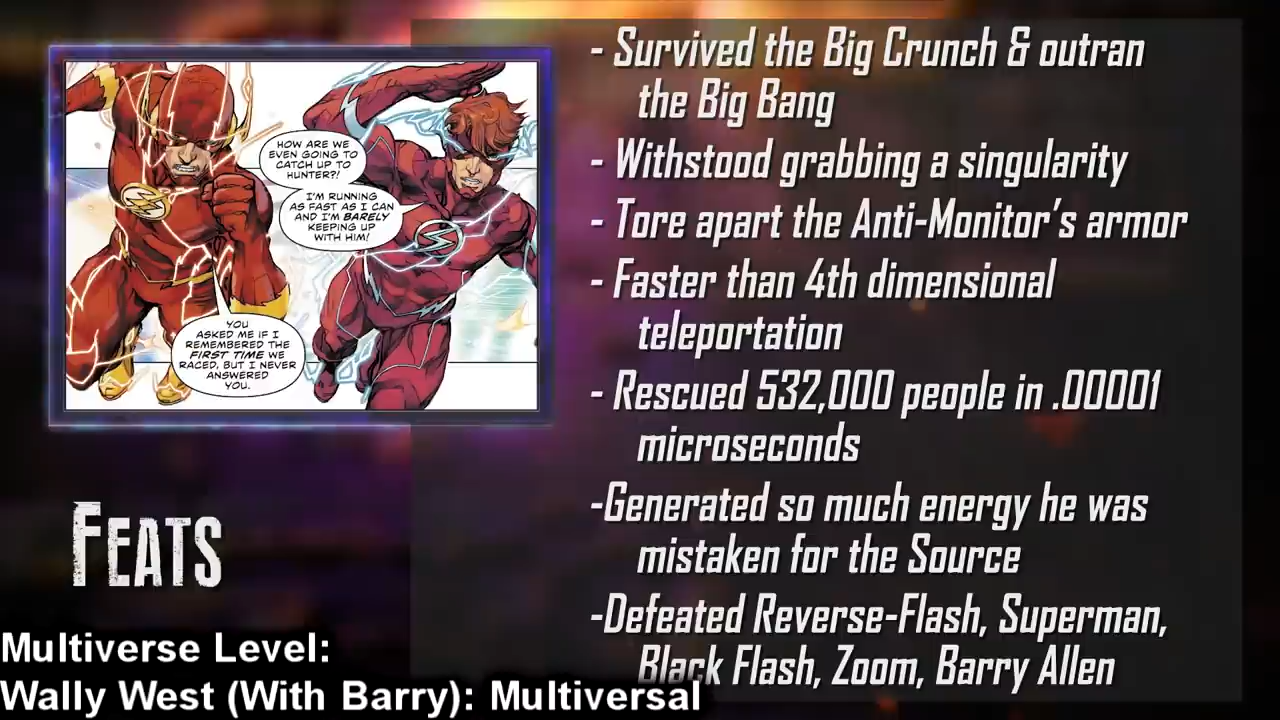 HOW ARE WE
EVEN GOING TO
CATCH UP TO
HUNTER?!
I'M RUNNING
AS FAST AS I CAN
AND I'M BARELY
KEEPING UP
WITH HIM!
YOU
ASKED ME IF I
REMEMBERED THE
FIRST TIME WE
RACED, BUT I NEVER
ANSWERED
YOU.
- Survived the Big Crunch & outran
the Big Bang
- Withstood grabbing a singularity
- Tore apart the Anti-Monitor's armor
- Faster than 4th dimensional
teleportation
- Rescued 532,000 people in .00001
microseconds
-Generated so much energy he was
mistaken for the Source
-Defeated Reverse-Flash, Superman,
Black Flash, Zoom, Barry Allen
FEATS
Multiverse Level:
Wally West (With Barry): Multiversal